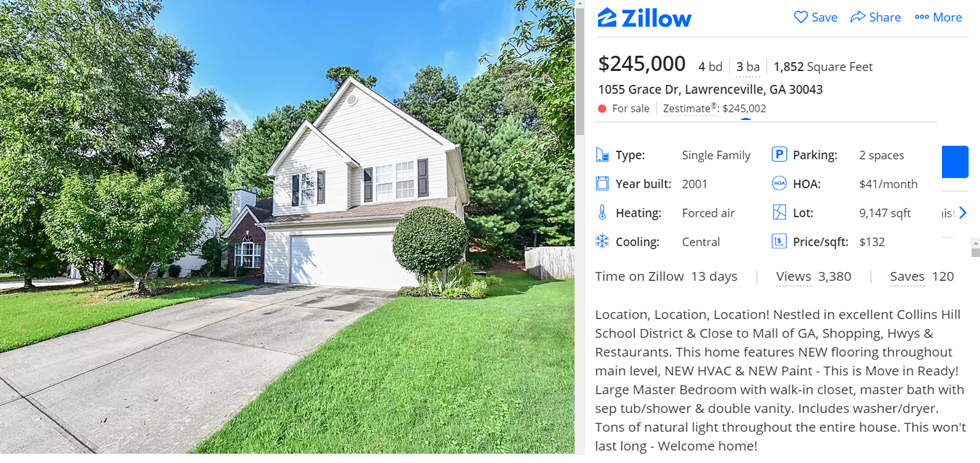 Zillow
Save
Share
More
$245,000 4 bd 3 ba 1,852 Square Feet
1055 Grace Dr, Lawrenceville, GA 30043
For sale Zestimate®: $245,002
Type: Single Family
Parking: 2 spaces
Year built: 2001
HOA: $41/month
Heating: Forced air
Lot: 9,147 sqft
Cooling: Central
Price/sqft: $132
Time on Zillow 13 days | Views 3,380 | Saves 120
Location, Location, Location! Nestled in excellent Collins Hill
School District & Close to Mall of GA, Shopping, Hwys &
Restaurants. This home features NEW flooring throughout
main level, NEW HVAC & NEW Paint - This is Move in Ready!
Large Master Bedroom with walk-in closet, master bath with
sep tub/shower & double vanity. Includes washer/dryer.
Tons of natural light throughout the entire house. This won't
last long - Welcome home!